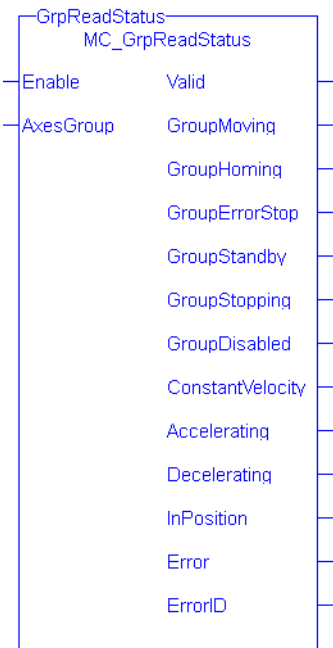 GrpReadStatus
MC_GrpReadStatus
Enable Valid
AxesGroup GroupMoving
GroupHoming
GroupErrorStop
GroupStandby
GroupStopping
GroupDisabled
ConstantVelocity
Accelerating
Decelerating
InPosition
Error
ErrorID